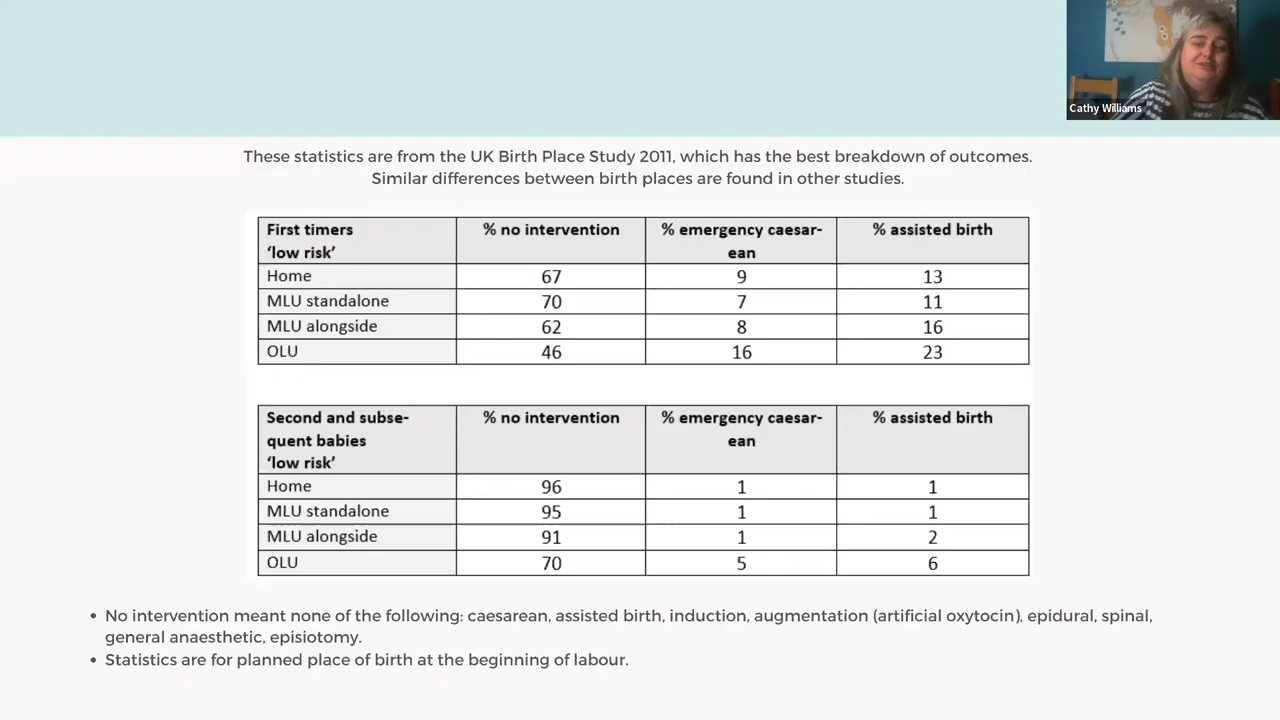 Cathy Williams
These statistics are from the UK Birth Place Study 2011, which has the best breakdown of outcomes.
Similar differences between birth places are found in other studies.
First timers 'low risk' % no intervention % emergency caesar-ean % assisted birth
Home 67 9 13
MLU standalone 70 7 11
MLU alongside 62 8 16
OLU 46 16 23
Second and subse-quent babies 'low risk' % no intervention % emergency caesar-ean % assisted birth
Home 96 1 1
MLU standalone 95 1 1
MLU alongside 91 1 2
OLU 70 5 6
• No intervention meant none of the following: caesarean, assisted birth, induction, augmentation (artificial oxytocin), epidural, spinal,
general anaesthetic, episiotomy.
• Statistics are for planned place of birth at the beginning of labour.